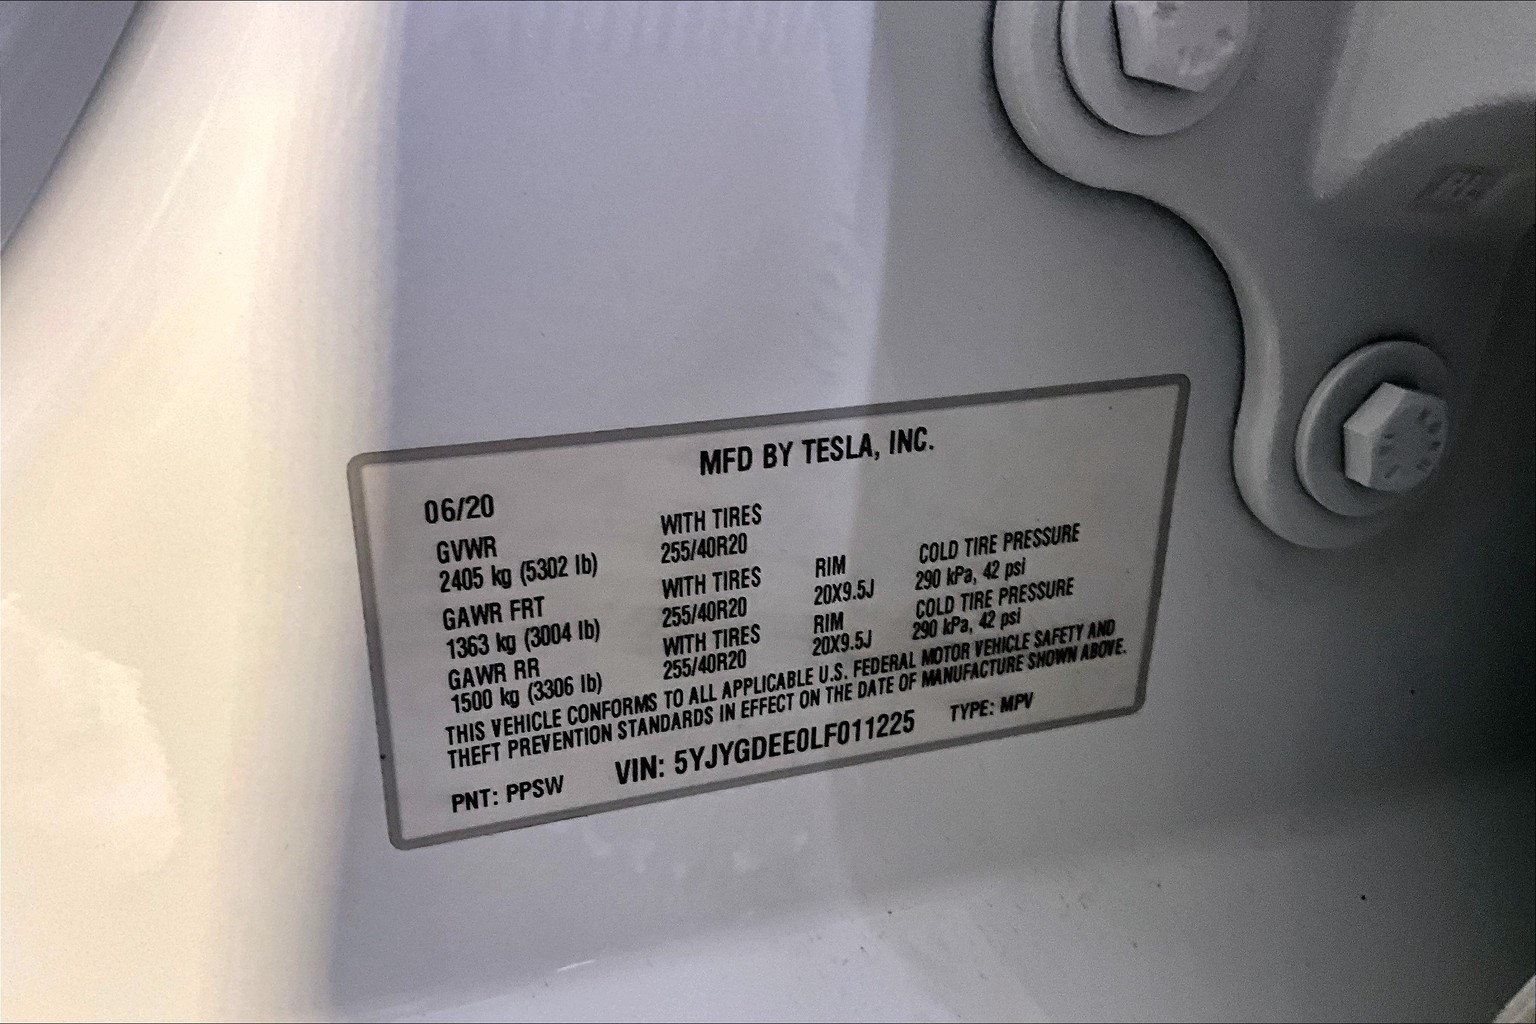 MFD BY TESLA, INC.
06/20
GVWR WITH TIRES
2405 kg (5302 lb) 255/40R20
GAWR FRT WITH TIRES RIM COLD TIRE PRESSURE
1363 kg (3004 lb) 255/40R20 20X9.5J 290 kPa, 42 psi
GAWR RR WITH TIRES RIM COLD TIRE PRESSURE
1500 kg (3306 lb) 255/40R20 20X9.5J 290 kPa, 42 psi
THIS VEHICLE CONFORMS TO ALL APPLICABLE U.S. FEDERAL MOTOR VEHICLE SAFETY AND
THEFT PREVENTION STANDARDS IN EFFECT ON THE DATE OF MANUFACTURE SHOWN ABOVE.
PNT: PPSW VIN: 5YJYGDEE0LF011225 TYPE: MPV